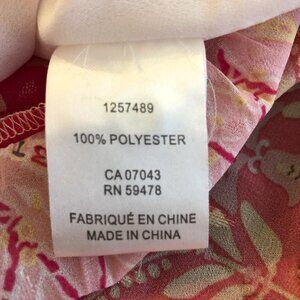 1257489
100% POLYESTER
CA 07043
RN 59478
FABRIQUÉ EN CHINE
MADE IN CHINA